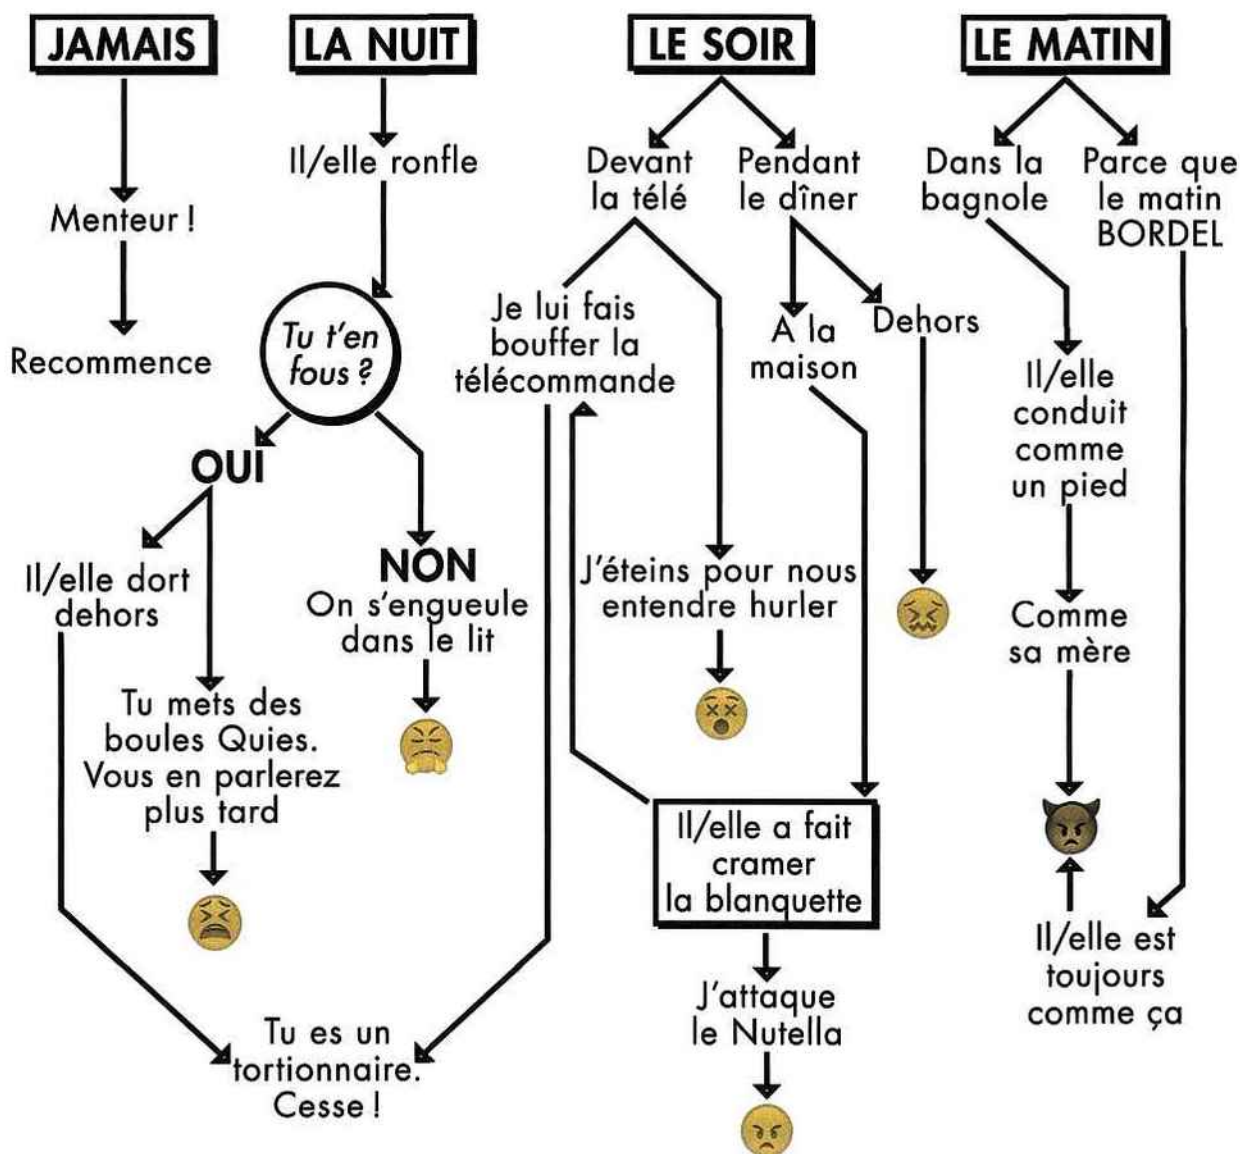 JAMAIS
Menteur !
Recommence
LA NUIT
Il/elle ronfle
Tu t'en
fous ?
OUI
Il/elle dort
dehors
Tu mets des
boules Quies.
Vous en parlerez
plus tard
NON
On s'engueule
dans le lit
Tu es un
tortionnaire.
Cesse !
LE SOIR
Devant
la télé
Je lui fais
bouffer la
télécommande
J'éteins pour nous
entendre hurler
Pendant
le dîner
A la
maison
Dehors
Il/elle a fait
cramer
la blanquette
J'attaque
le Nutella
LE MATIN
Dans la
bagnole
Il/elle
conduit
comme
un pied
Comme
sa mère
Parce que
le matin
BORDEL
Il/elle est
toujours
comme ça